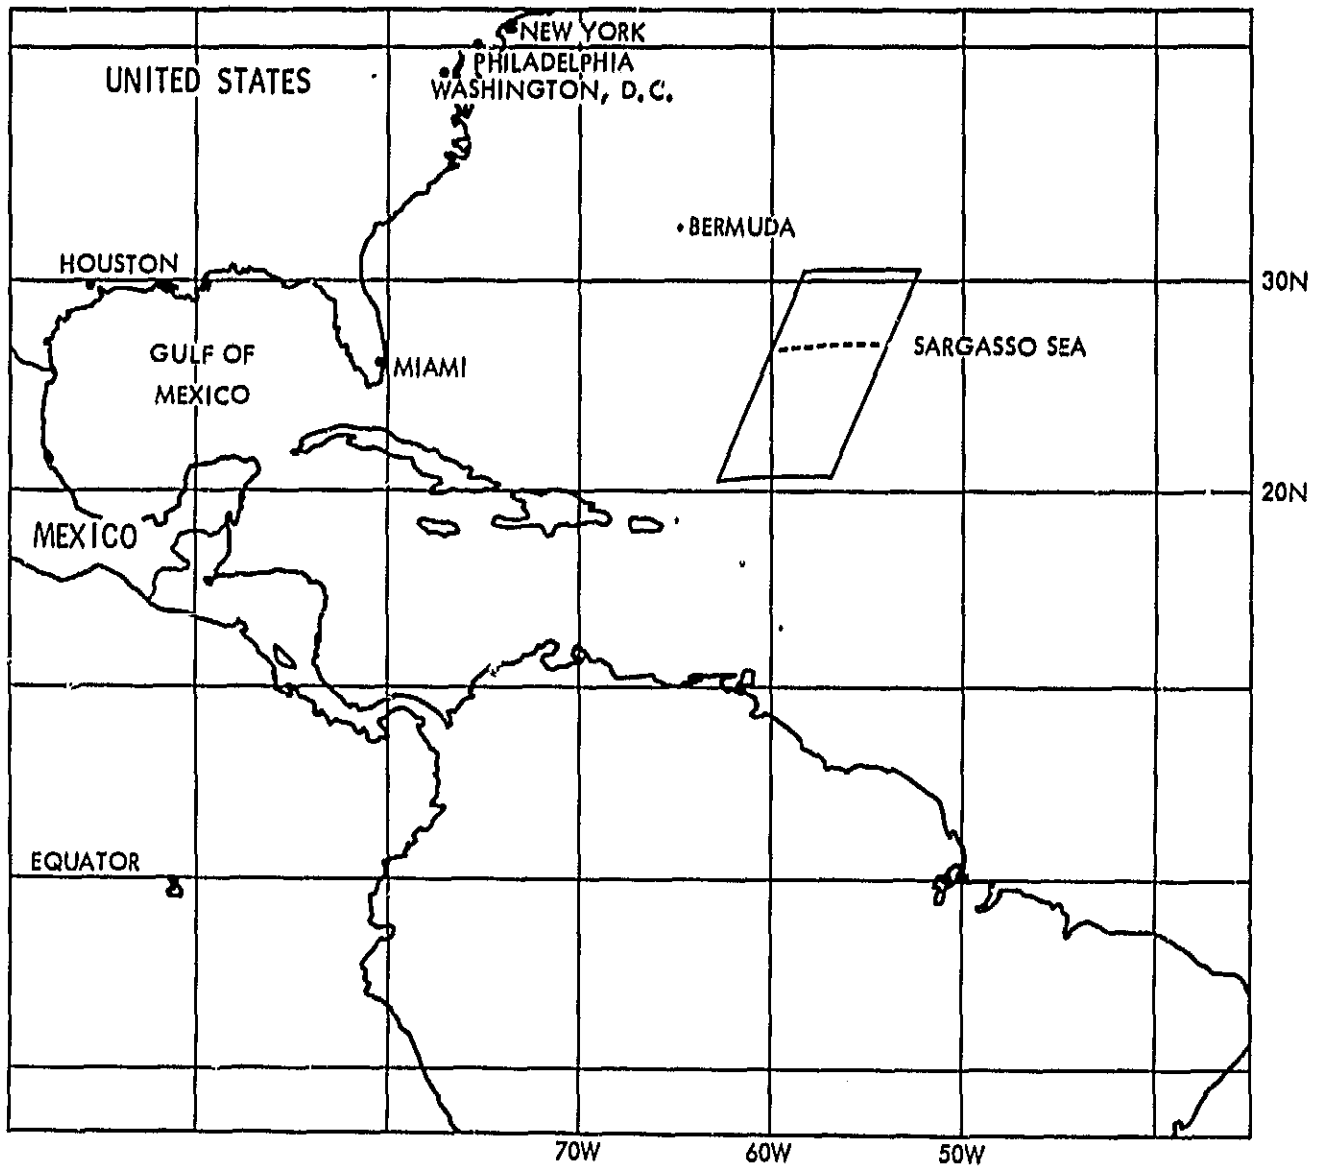 NEW YORK
PHILADELPHIA
UNITED STATES
WASHINGTON, D.C.
BERMUDA
HOUSTON
30N
GULF OF
MEXICO
MIAMI
SARGASSO SEA
20N
MEXICO
EQUATOR
70W
60W
50W